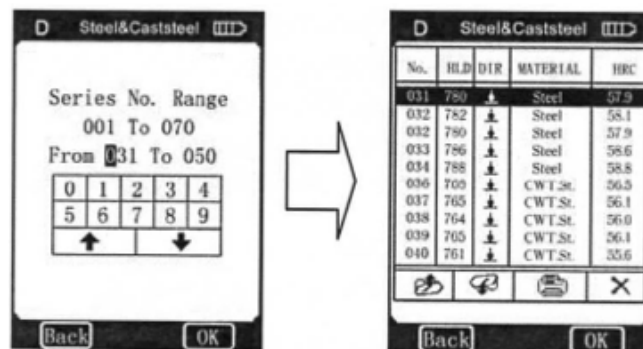 D Steel&Caststeel
Series No. Range
001 To 070
From 031 To 050
0 1 2 3 4
5 6 7 8 9
Back OK
D Steel&Caststeel
No. HLD DIR MATERIAL HRC
031 780 Steel 57.9
032 782 Steel 58.1
032 780 Steel 57.9
033 786 Steel 58.6
034 788 Steel 58.8
036 CWT.St. 56.5
037 765 CWT.St. 56.1
038 764 CWT.St. 56.0
039 765 CWT.St. 56.1
040 761 CWT.St. 55.6
Back OK